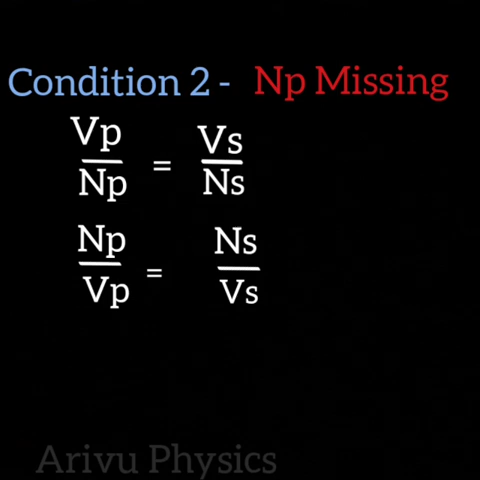 Condition 2 - Np Missing
Vp Vs
= 
Np Ns
Np Ns
=
Vp Vs
Arivu Physics